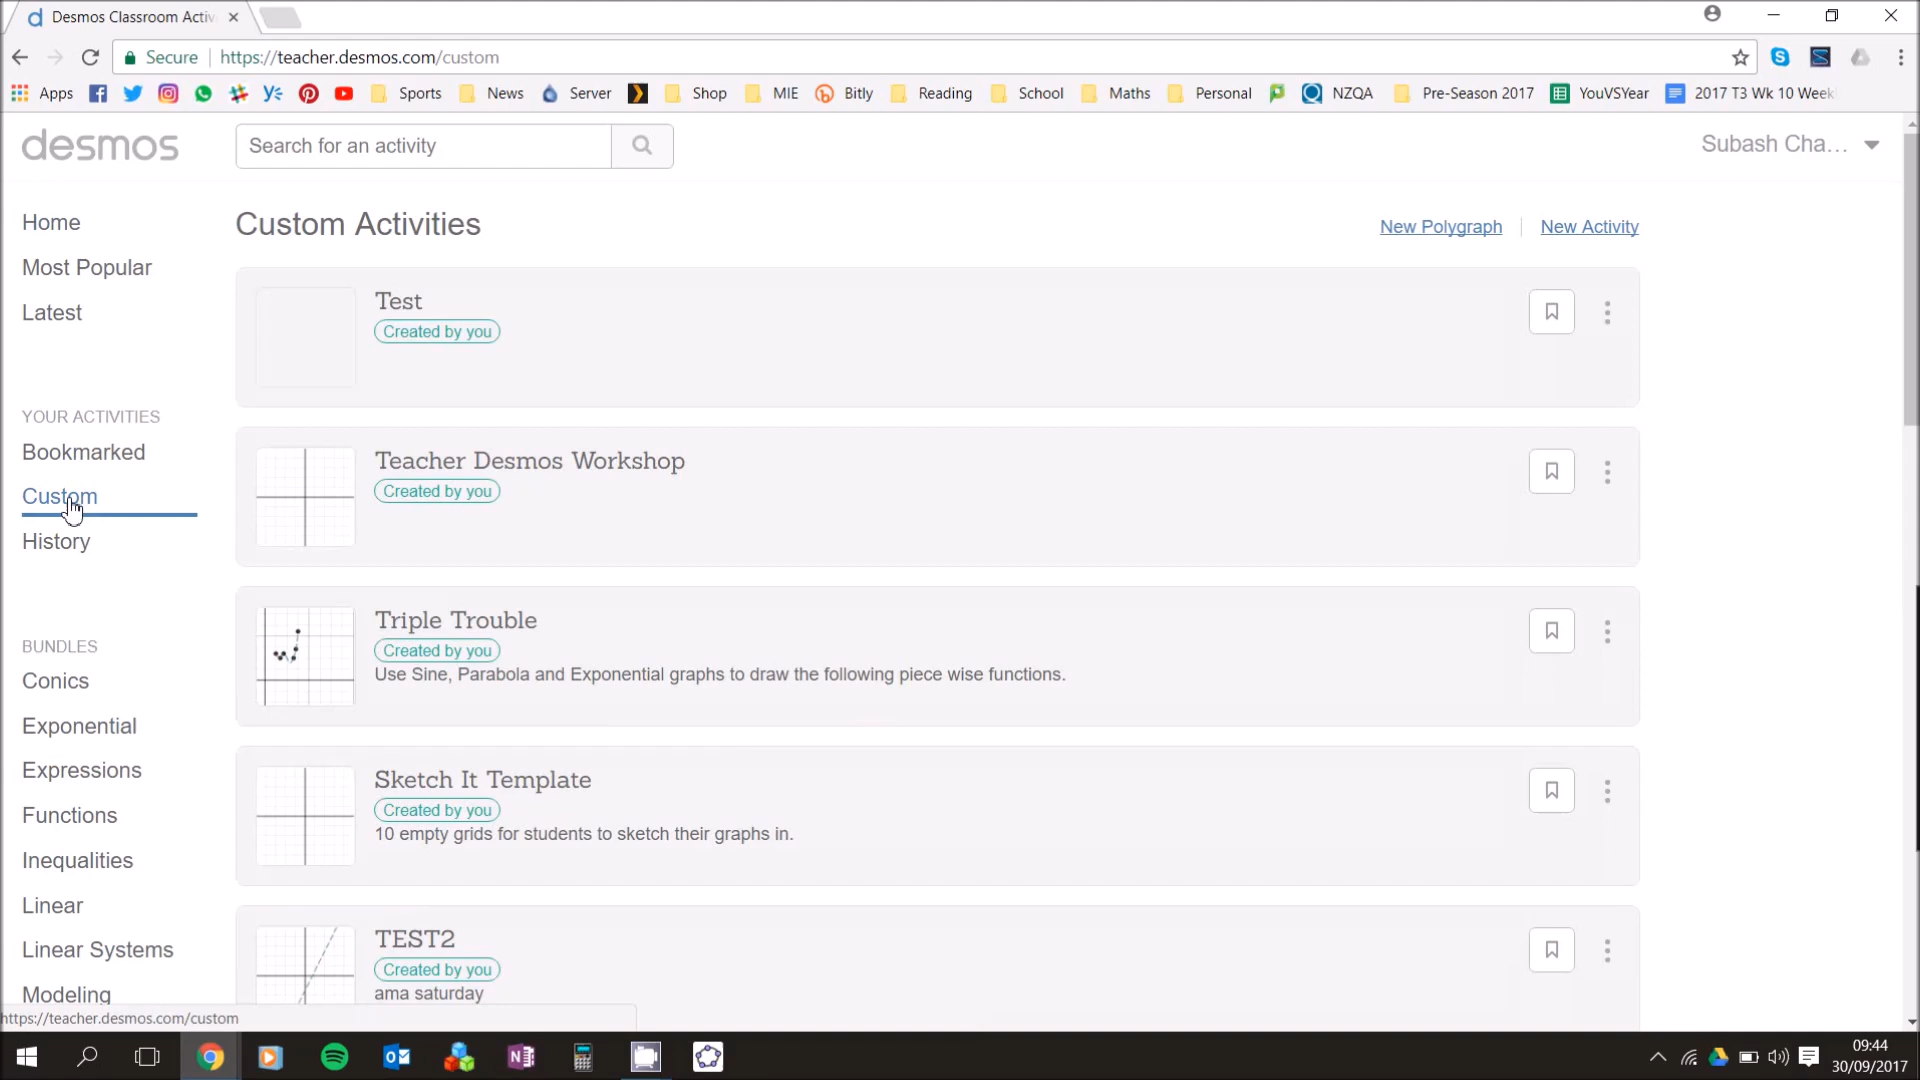 Desmos Classroom Activ
Secure
https://teacher.desmos.com/custom
Apps
Sports
News
Server
Shop
MIE
Bitly
Reading
School
Maths
Personal
NZQA
Pre-Season 2017
YouVSYear
2017 T3 Wk 10 Week
desmos
Search for an activity
Subash Cha...
Home
Most Popular
Latest
YOUR ACTIVITIES
Bookmarked
Custom
History
BUNDLES
Conics
Exponential
Expressions
Functions
Inequalities
Linear
Linear Systems
Modeling
Custom Activities
New Polygraph
New Activity
Test
Created by you
Teacher Desmos Workshop
Created by you
Triple Trouble
Created by you
Use Sine, Parabola and Exponential graphs to draw the following piece wise functions.
Sketch It Template
Created by you
10 empty grids for students to sketch their graphs in.
TEST2
Created by you
ama saturday
https://teacher.desmos.com/custom
09:44
30/09/2017